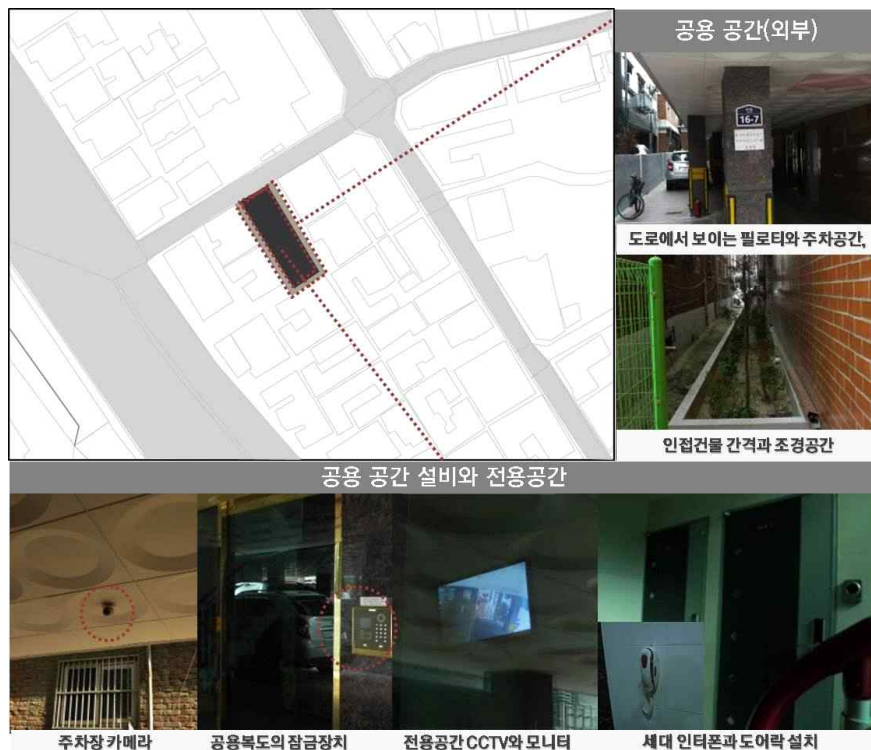 공용 공간(외부)
16-7
도로에서 보이는 필로티와 주차공간,
인접건물 간격과 조경공간
공용 공간 설비와 전용공간
주차장 카메라
공용복도의 잠금장치
전용공간 CCTV와 모니터
세대 인터폰과 도어락 설치